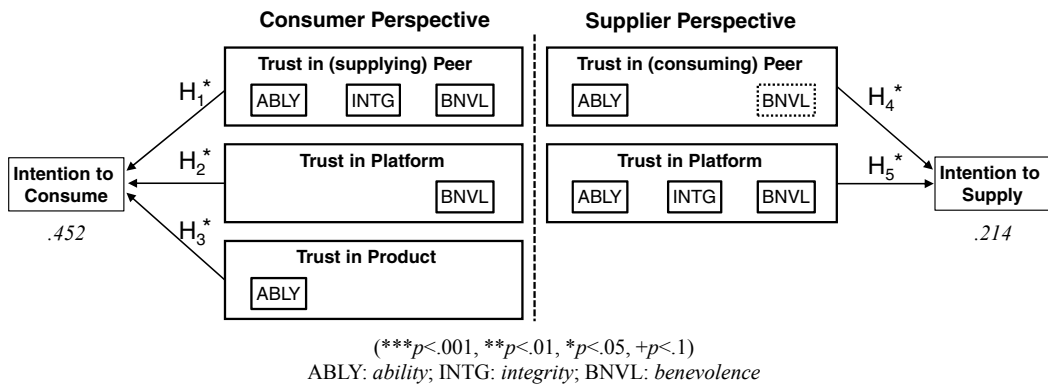 Consumer Perspective
Supplier Perspective
Trust in (supplying) Peer
ABLY INTG BNVL
Trust in (consuming) Peer
ABLY BNVL
H1*
H4*
Trust in Platform
BNVL
Trust in Platform
ABLY INTG BNVL
H2*
H5*
Intention to
Consume
.452
Intention to
Supply
.214
H3*
Trust in Product
ABLY
(***p<.001, **p<.01, *p<.05, +p<.1)
ABLY: ability; INTG: integrity; BNVL: benevolence